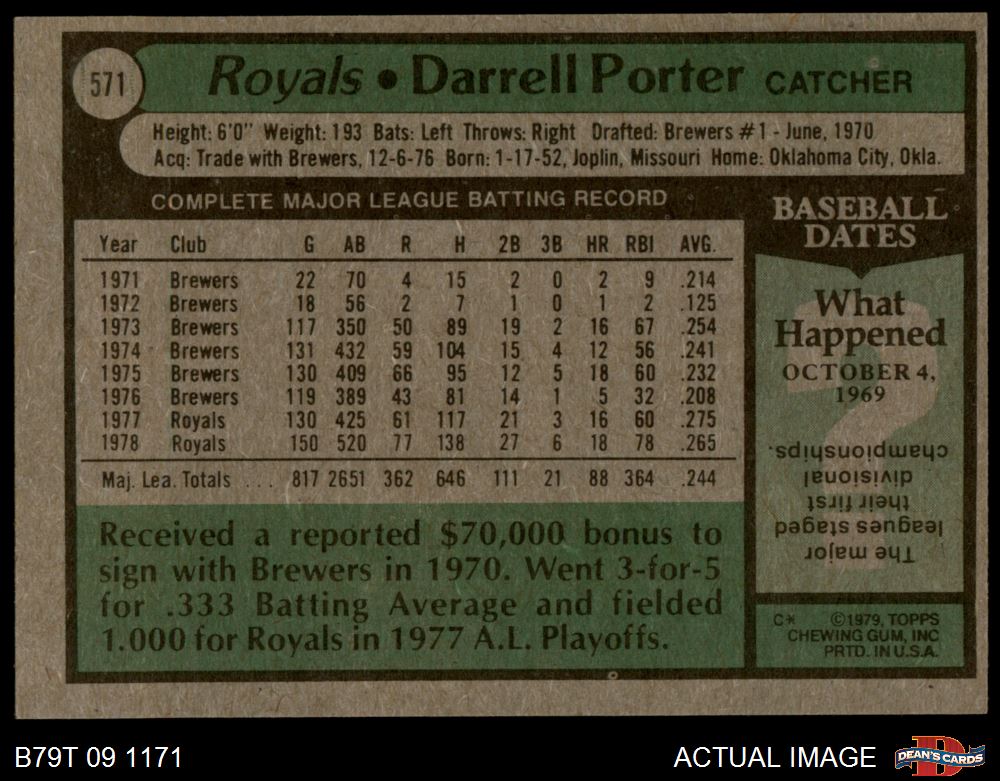 571
Royals • Darrell Porter CATCHER
Height: 6'0" Weight: 193 Bats: Left Throws: Right Drafted: Brewers #1 - June, 1970
Acq: Trade with Brewers, 12-6-76 Born: 1-17-52, Joplin, Missouri Home: Oklahoma City, Okla.
COMPLETE MAJOR LEAGUE BATTING RECORD
Year Club G AB R H 2B 3B HR RBI AVG.
1971 Brewers 22 70 4 15 2 0 2 9 .214
1972 Brewers 18 56 2 7 1 0 1 2 .125
1973 Brewers 117 350 50 89 19 2 16 67 .254
1974 Brewers 131 432 59 104 15 4 12 56 .241
1975 Brewers 130 409 66 95 12 5 18 60 .232
1976 Brewers 119 389 43 81 14 1 5 32 .208
1977 Royals 130 425 61 117 21 3 16 60 .275
1978 Royals 150 520 77 138 27 6 18 78 .265
Maj. Lea. Totals ... 817 2651 362 646 111 21 88 364 .244
Received a reported $70,000 bonus to
sign with Brewers in 1970. Went 3-for-5
for .333 Batting Average and fielded
1.000 for Royals in 1977 A.L. Playoffs.
BASEBALL
DATES
What
Happened
OCTOBER 4,
1969
The major
leagues staged
their first
divisional
championships.
C* ©1979, TOPPS
CHEWING GUM, INC
PRTD. IN U.S.A.
B79T 09 1171
ACTUAL IMAGE
D
DEAN'S CARDS